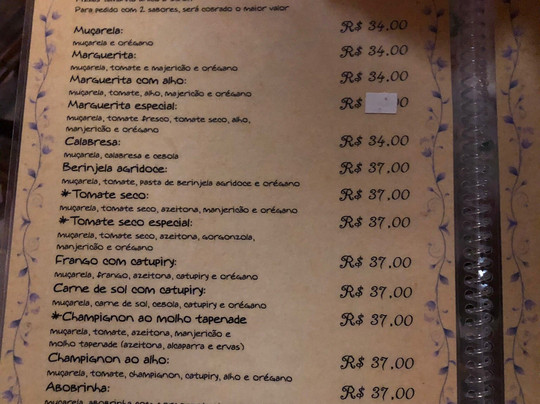 Para pedido com 2 sabores, será cobrado o maior valor
Muçarela: R$ 34.00
muçarela e orégano
Marguerita: R$ 34.00
muçarela, tomate e majericão e orégano
Marguerita com alho: R$ 34.00
muçarela, tomate, alho, majericão e orégano
Marguerita especial: R$ 0
muçarela, tomate fresco, tomate seco, alho,
manjericão e orégano
Calabresa: R$ 34.00
muçarela, calabresa e cebola
Berinjela agridoce: R$ 37.00
muçarela, tomate, pasta de berinjela agridoce e orégano
*Tomate seco: R$ 37.00
muçarela, tomate seco, azeitona, manjericão e orégano
*Tomate seco especial: R$ 37.00
muçarela, tomate seco, azeitona, gorgonzola,
manjericão e orégano
Frango com catupiry: R$ 37.00
muçarela, frango, azeitona, catupiry e orégano
Carne de sol com catupiry: R$ 37.00
muçarela, carne de sol, cebola, catupiry e orégano
*Champignon ao molho tapenade R$ 37.00
muçarela, tomate, azeitona, manjericão e
molho tapenade (azeitona, alcaparra e ervas)
Champignon ao alho: R$ 37.00
muçarela, tomate, champignon, catupiry, alho e orégano
Abobrinha: R$ 37.00